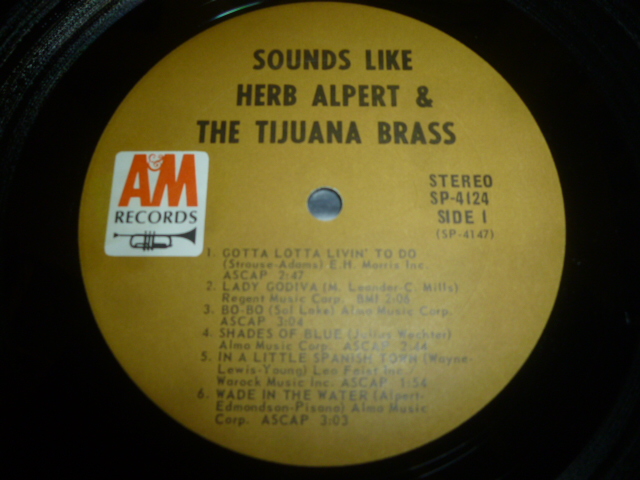 SOUNDS LIKE
HERB ALPERT &
THE TIJUANA BRASS
A&M
RECORDS
STEREO
SP-4124
SIDE 1
(SP-4147)
1. GOTTA LOTTA LIVIN' TO DO
(Strouse-Adams) E.H. Morris Inc.
ASCAP 2:47
2. LADY GODIVA (M. Leander-C. Mills)
Regent Music Corp. BMI 2:06
3. BO-BO (Sol Lake) Almo Music Corp.
ASCAP 3:04
4. SHADES OF BLUE (Julius Wechter)
Almo Music Corp. ASCAP 2:44
5. IN A LITTLE SPANISH TOWN (Wayne-
Lewis-Young) Leo Feist Inc./
Warock Music Inc. ASCAP 1:54
6. WADE IN THE WATER (Alpert-
Edmondson-Pisano) Almo Music
Corp. ASCAP 3:03